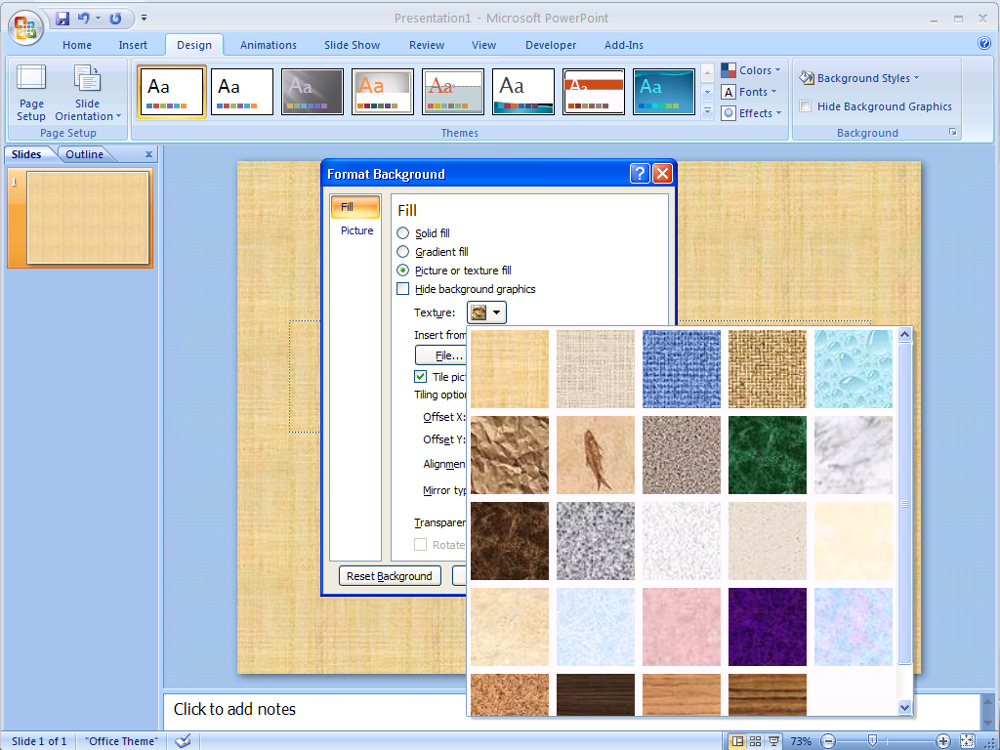 Presentation1 - Microsoft PowerPoint
Home Insert Design Animations Slide Show Review View Developer Add-Ins
Page Setup
Slide Orientation
Page Setup
Aa Aa Aa Aa Aa Aa Aa Aa
Themes
Colors
Fonts
Effects
Background Styles
Hide Background Graphics
Background
Slides Outline
1
Format Background
Fill
Picture
Fill
Solid fill
Gradient fill
Picture or texture fill
Hide background graphics
Texture:
Insert from
File...
Tile pict
Tiling option
Offset X:
Offset Y:
Alignmen
Mirror typ
Transparen
Rotate
Reset Background
Click to add notes
Slide 1 of 1 "Office Theme" 73%